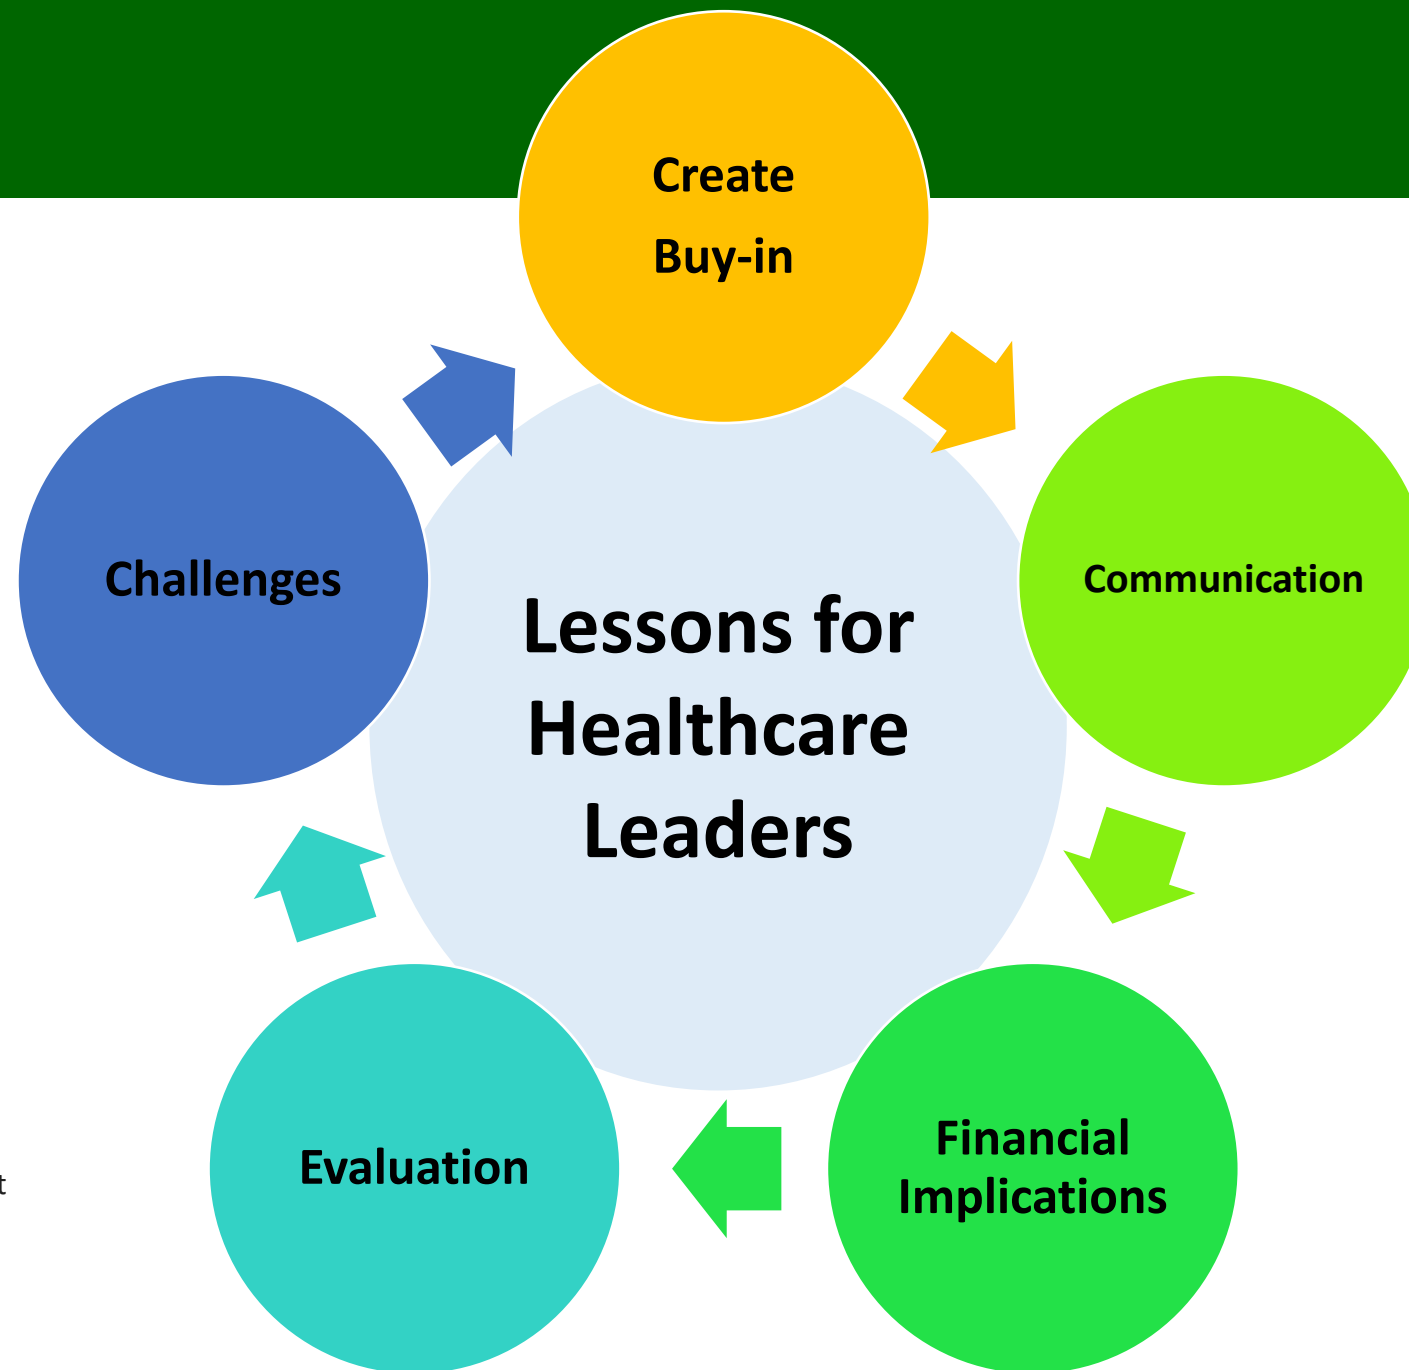 Create
Buy-in
Communication
Financial
Implications
Evaluation
Challenges
Lessons for
Healthcare
Leaders
t